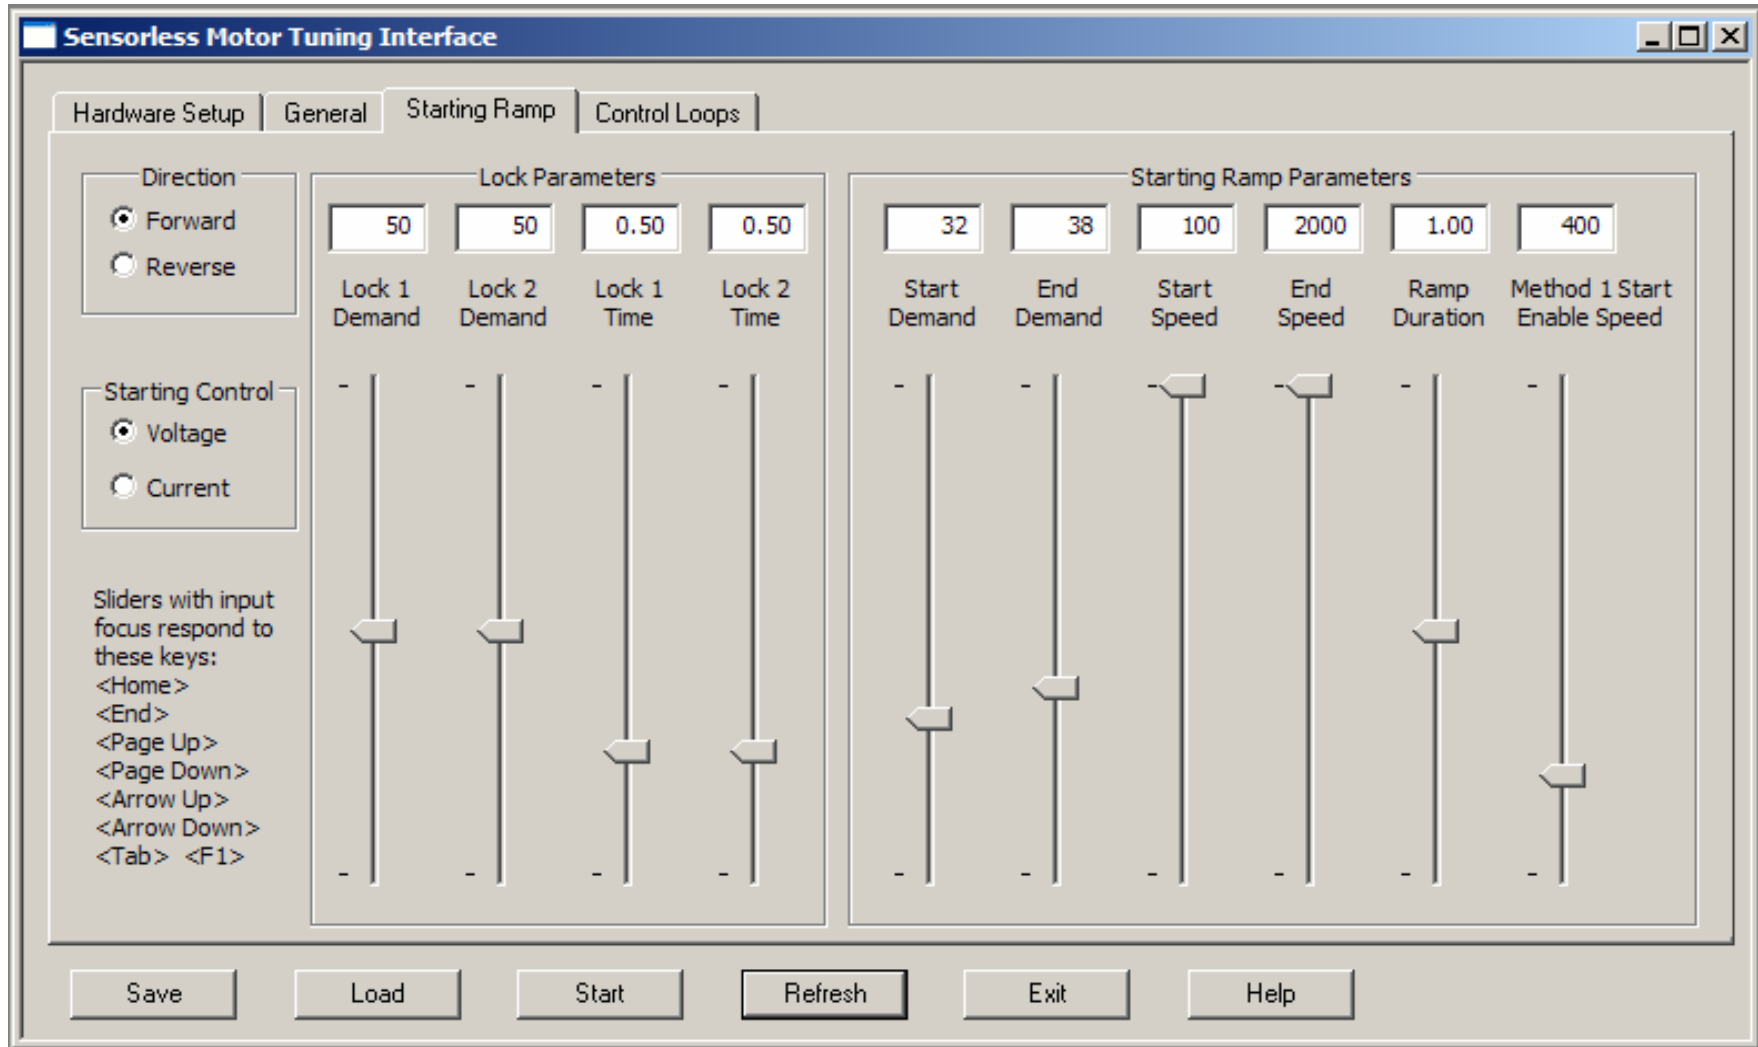 Sensorless Motor Tuning Interface
Hardware Setup General Starting Ramp Control Loops
Direction
Forward
Reverse
Starting Control
Voltage
Current
Sliders with input
focus respond to
these keys:
<Home>
<End>
<Page Up>
<Page Down>
<Arrow Up>
<Arrow Down>
<Tab> <F1>
Lock Parameters
50 50 0.50 0.50
Lock 1 Lock 2 Lock 1 Lock 2
Demand Demand Time Time
Starting Ramp Parameters
32 38 100 2000 1.00 400
Start End Start End Ramp Method 1 Start
Demand Demand Speed Speed Duration Enable Speed
Save Load Start Refresh Exit Help